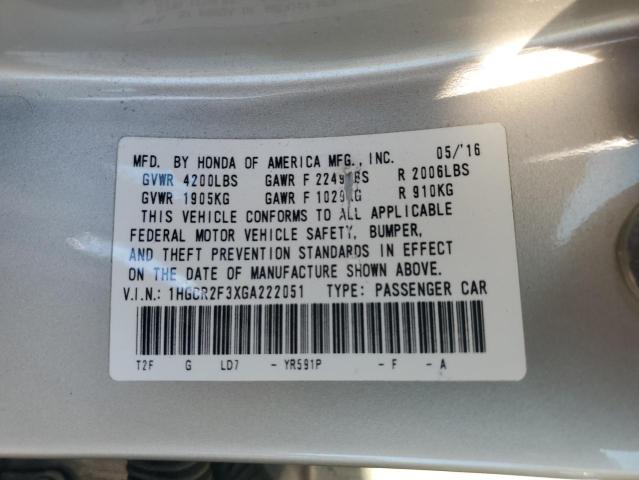 MFD. BY HONDA OF AMERICA MFG., INC. 05/'16
GVWR 4200LBS GAWR F 2249LBS R 2006LBS
GVWR 1905KG GAWR F 1020KG R 910KG
THIS VEHICLE CONFORMS TO ALL APPLICABLE
FEDERAL MOTOR VEHICLE SAFETY, BUMPER,
AND THEFT PREVENTION STANDARDS IN EFFECT
ON THE DATE OF MANUFACTURE SHOWN ABOVE.
V.I.N.: 1HGCR2F3XGA222051 TYPE: PASSENGER CAR
T2F G LD7 - YR591P - F - A